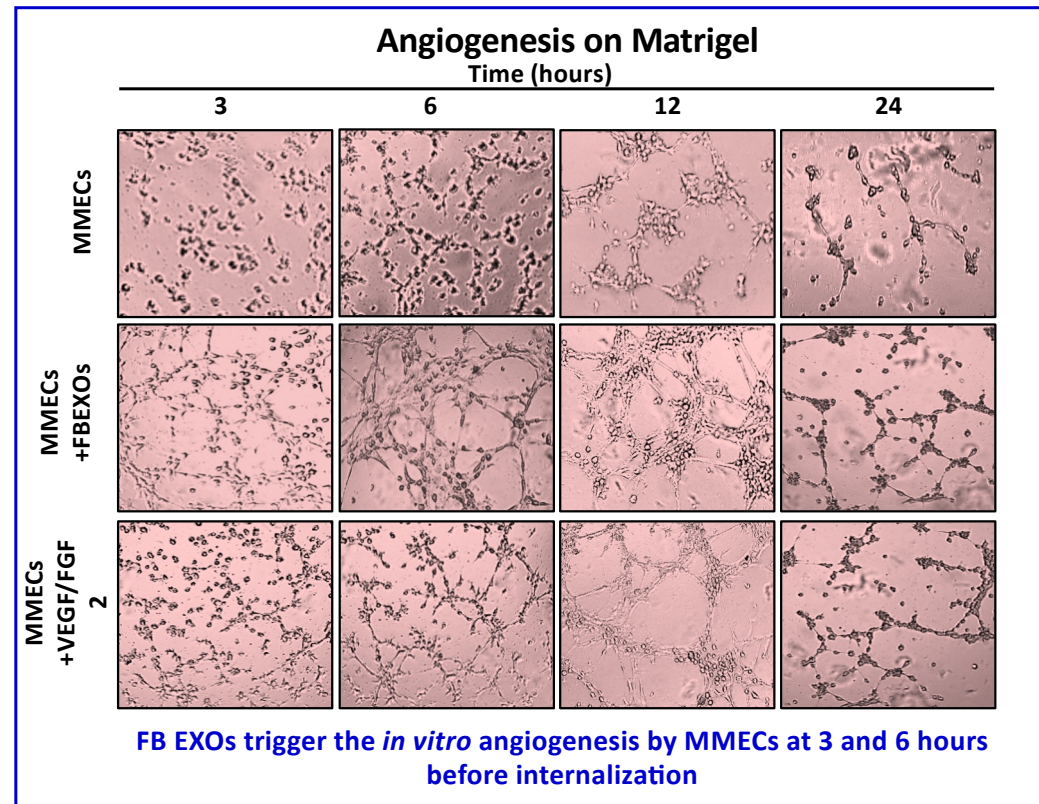 Angiogenesis on Matrigel
Time (hours)
3 6 12 24
MMECs
MMECs
+FBEXOs
MMECs
+VEGF/FGF
2
FB EXOs trigger the in vitro angiogenesis by MMECs at 3 and 6 hours
before internalization